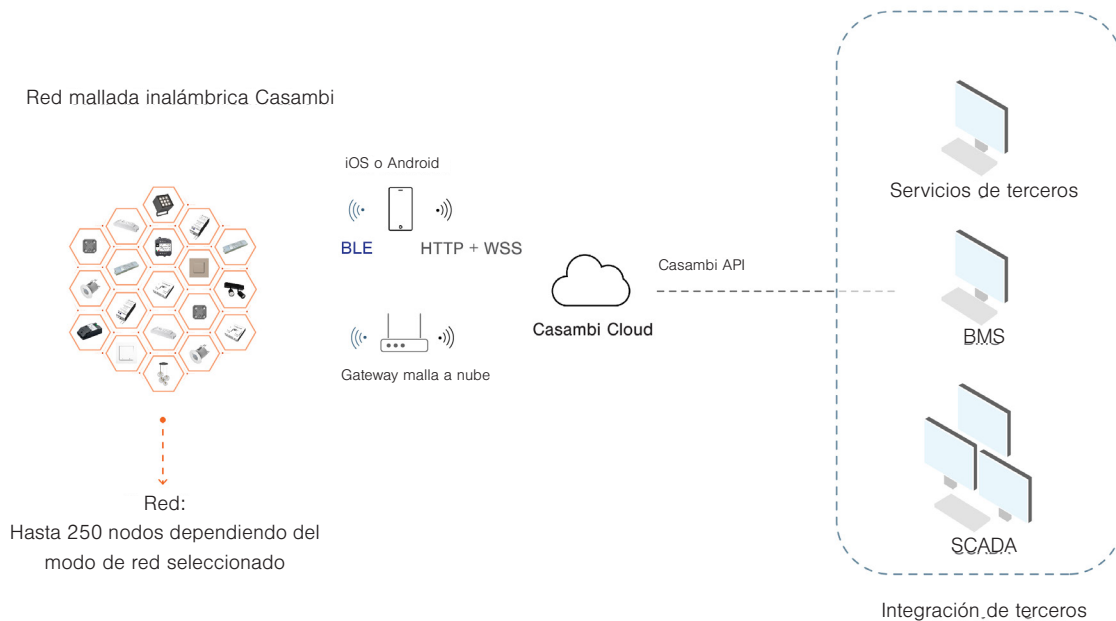 Red mallada inalámbrica Casambi
iOS o Android
BLE
HTTP + WSS
Gateway malla a nube
Casambi Cloud
Casambi API
Servicios de terceros
BMS
SCADA
Integración de terceros
Red:
Hasta 250 nodos dependiendo del
modo de red seleccionado